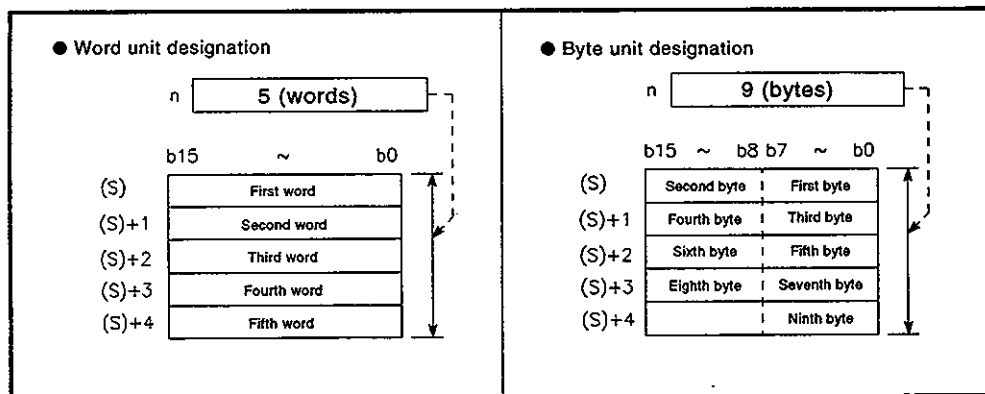 ● Word unit designation
n 5 (words)
b15 ~ b0
(S) First word
(S)+1 Second word
(S)+2 Third word
(S)+3 Fourth word
(S)+4 Fifth word
● Byte unit designation
n 9 (bytes)
b15 ~ b8 b7 ~ b0
(S) Second byte First byte
(S)+1 Fourth byte Third byte
(S)+2 Sixth byte Fifth byte
(S)+3 Eighth byte Seventh byte
(S)+4 Ninth byte